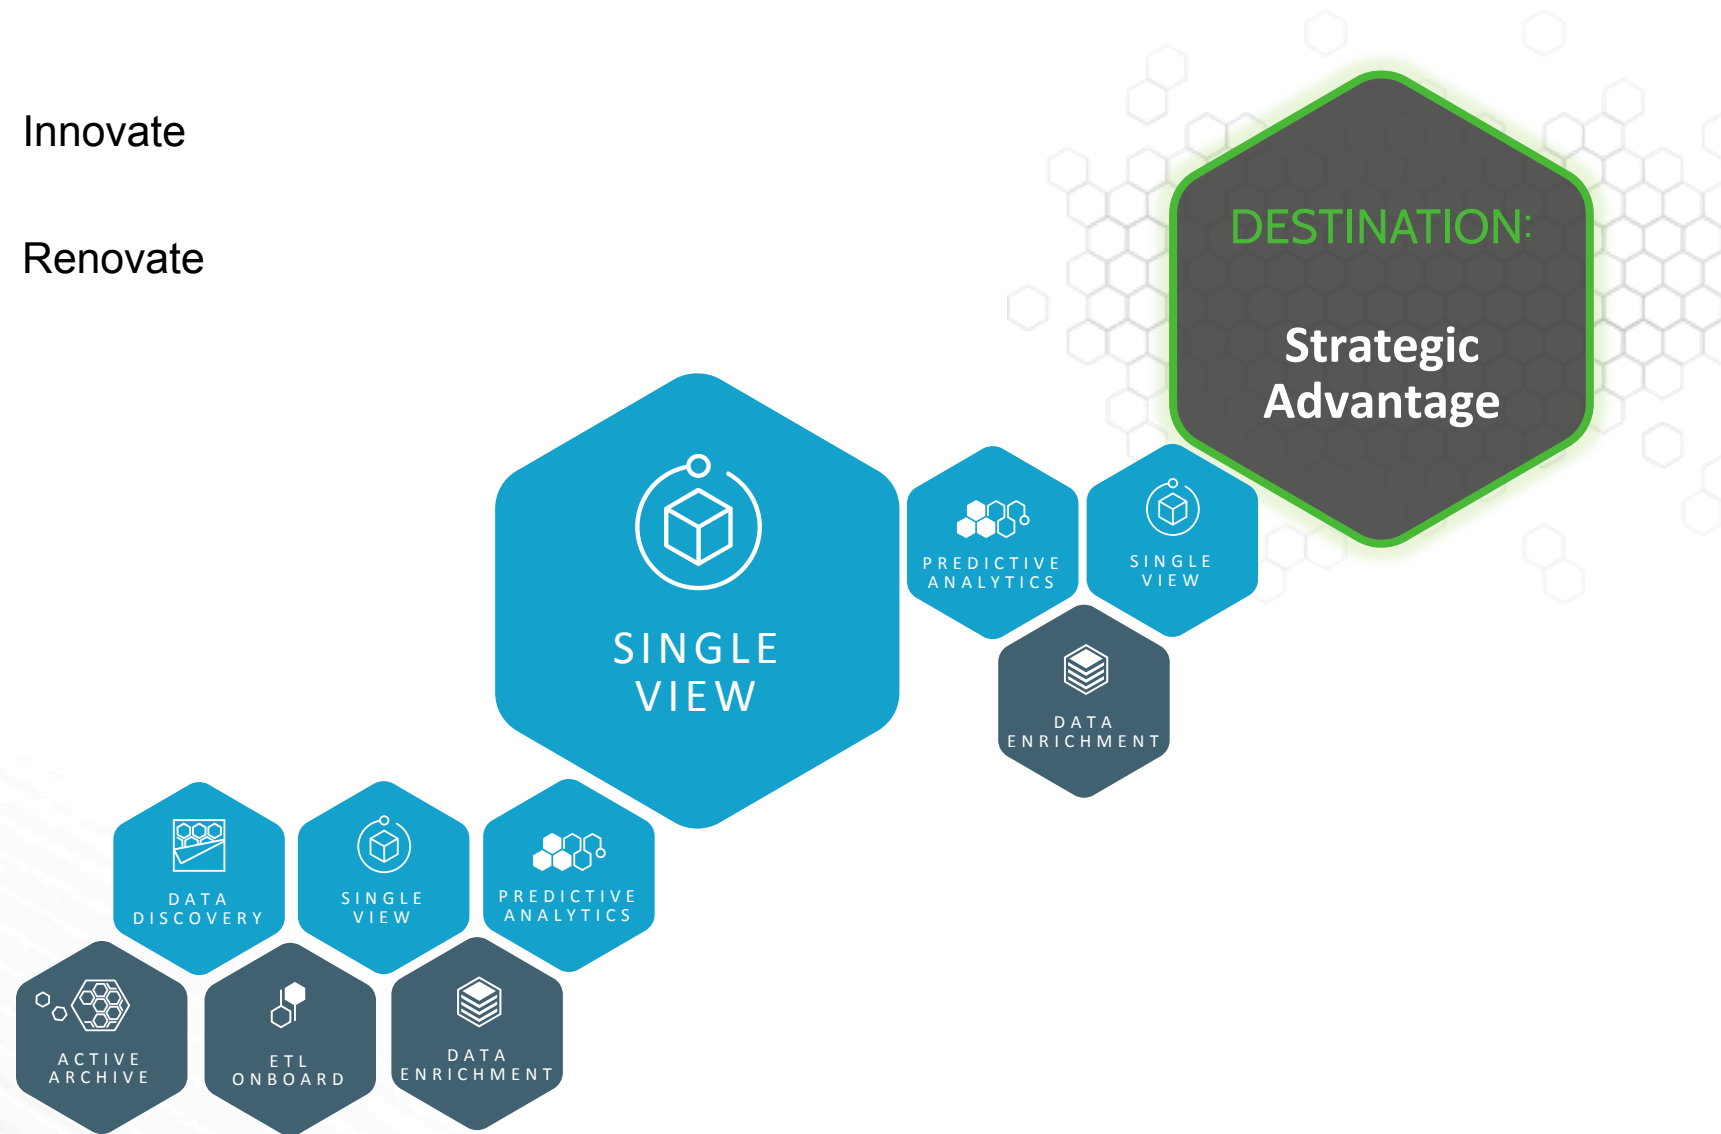 Innovate
Renovate
DESTINATION:
Strategic
Advantage
SINGLE
VIEW
PREDICTIVE
ANALYTICS
SINGLE
VIEW
DATA
ENRICHMENT
DATA
DISCOVERY
SINGLE
VIEW
PREDICTIVE
ANALYTICS
ACTIVE
ARCHIVE
ETL
ONBOARD
DATA
ENRICHMENT